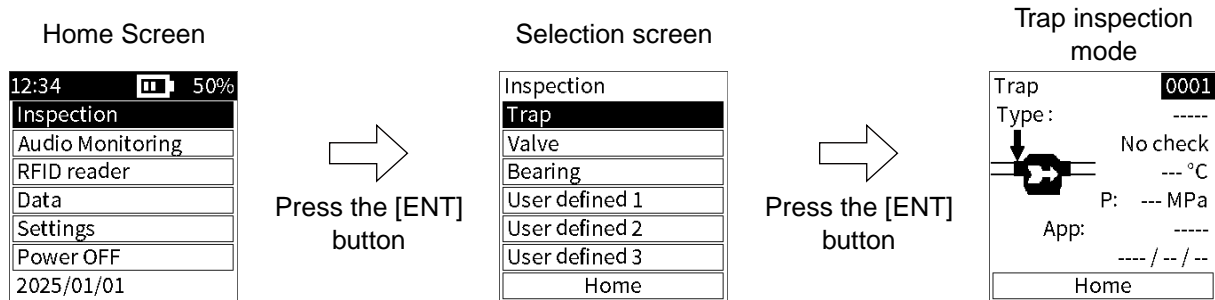 Home Screen
12:34 50%
Inspection
Audio Monitoring
RFID reader
Data
Settings
Power OFF
2025/01/01
Press the [ENT]
button
Selection screen
Inspection
Trap
Valve
Bearing
User defined 1
User defined 2
User defined 3
Home
Press the [ENT]
button
Trap inspection
mode
Trap 0001
Type : -----
No check
--- °C
P: --- MPa
App: -----
---- / -- / --
Home